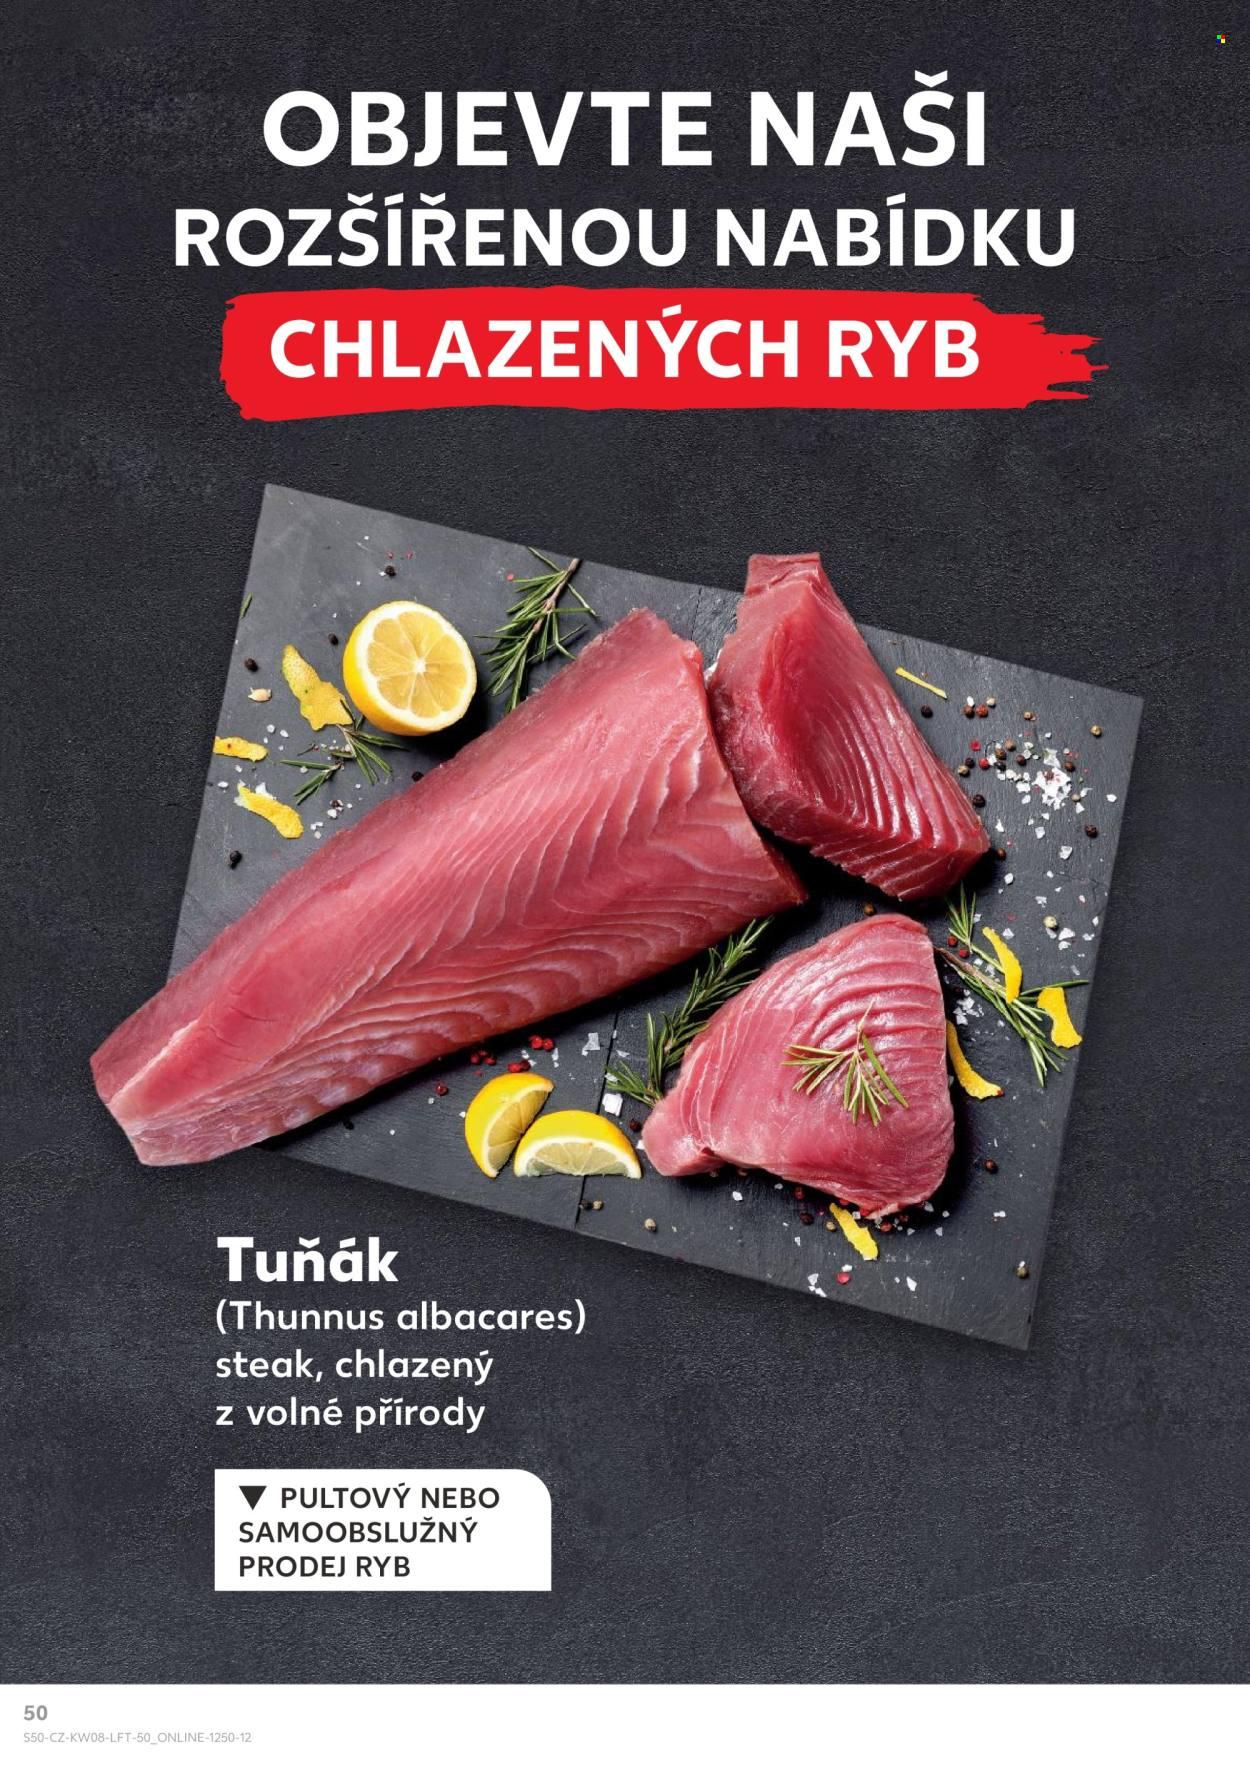 OBJEVTE NAŠI
ROZŠÍŘENOU NABÍDKU
CHLAZENÝCH RYB
Tuňák
(Thunnus albacares)
steak, chlazený
z volné přírody
▼ PULTOVÝ NEBO
SAMOOBSLUŽNÝ
PRODEJ RYB
50
S50-CZ-KW08-LFT-50_ONLINE-1250-12